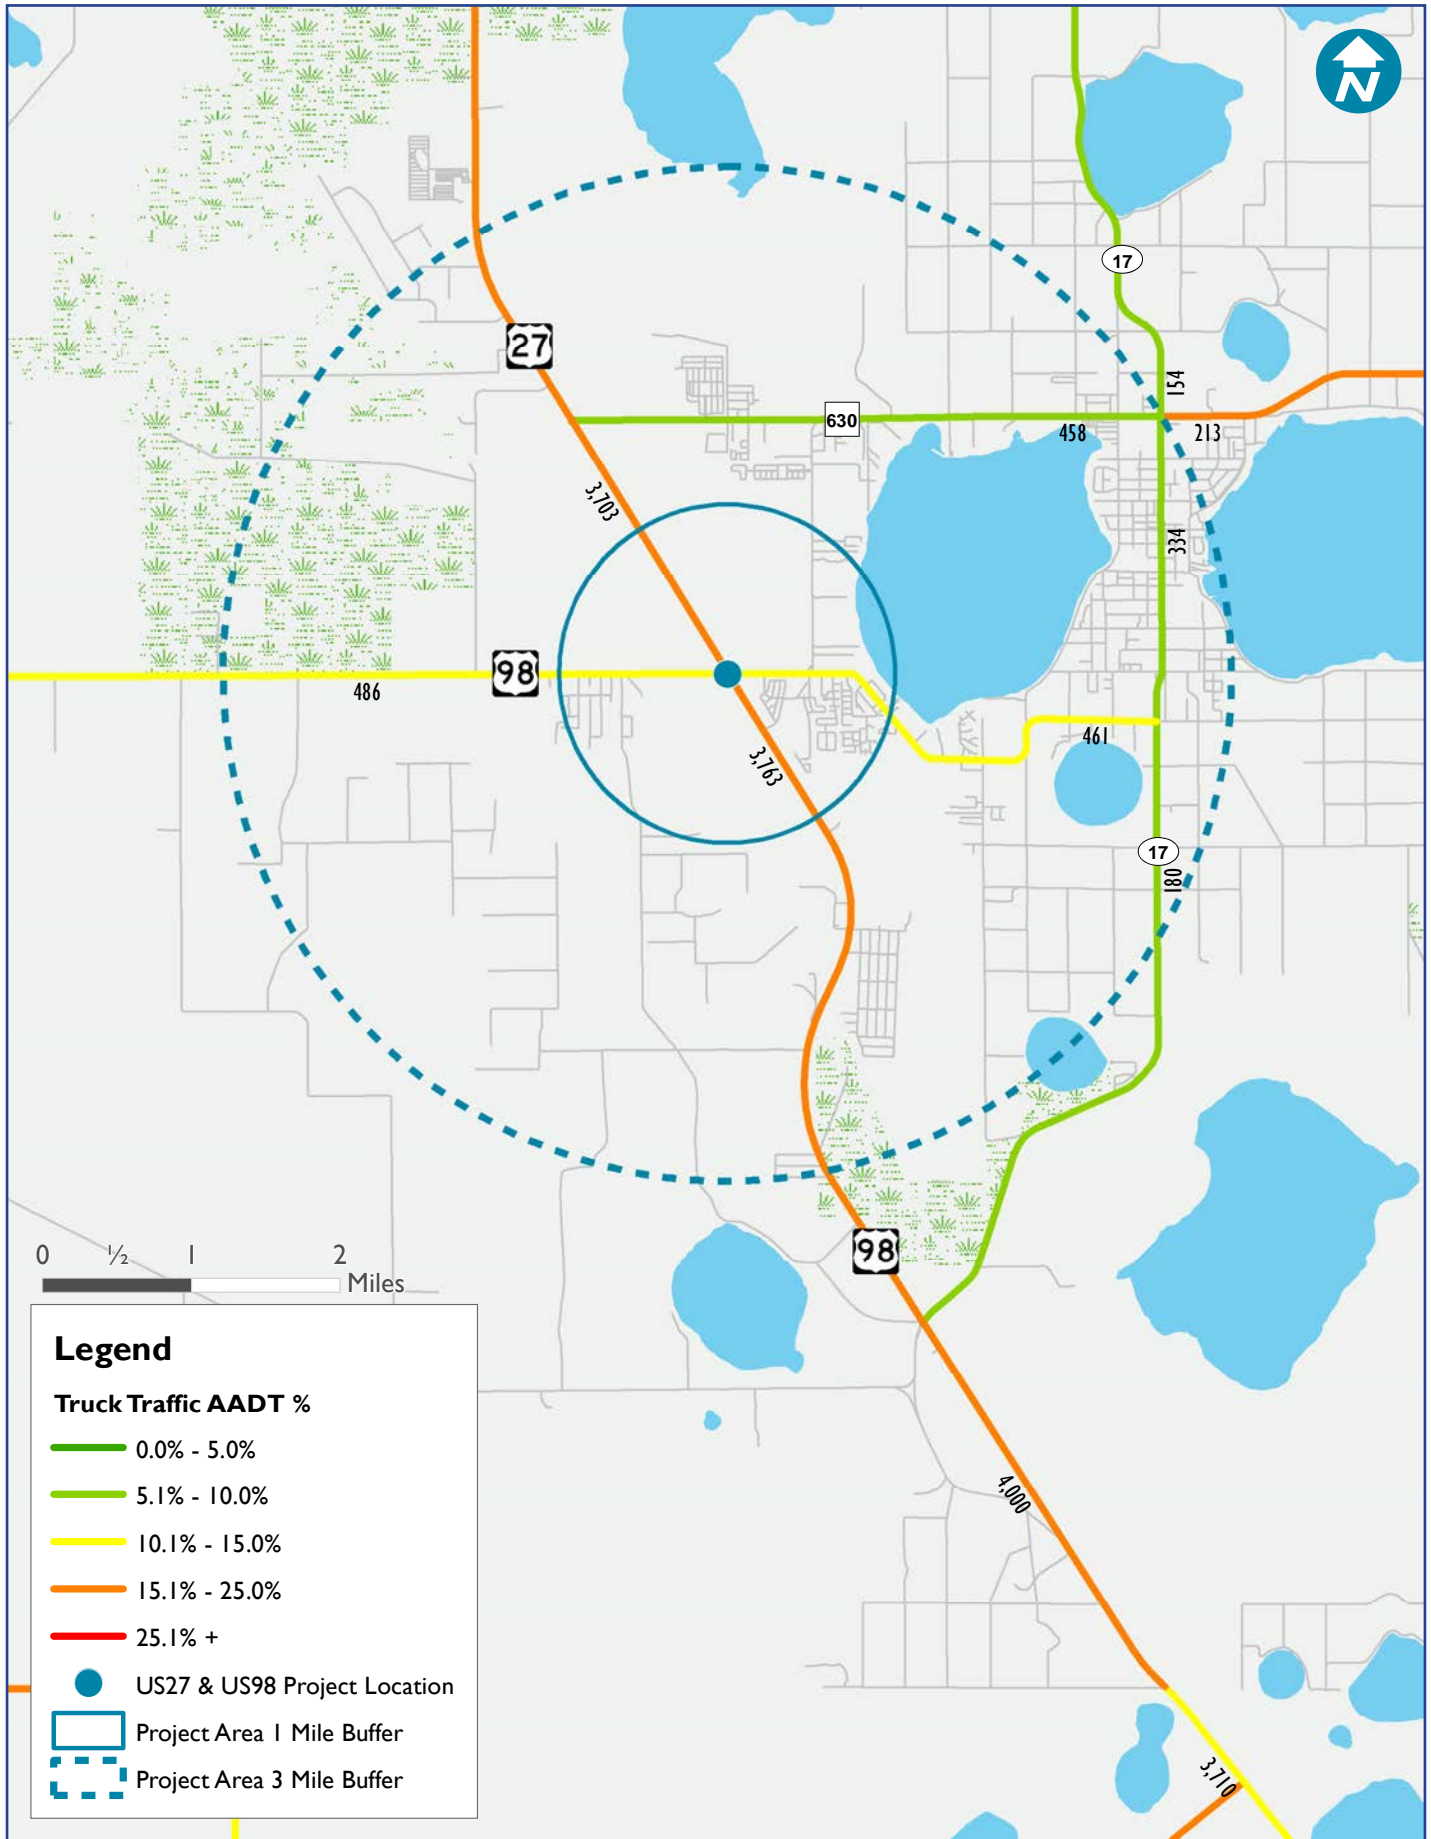 N
17
27
154
630
458
213
3,703
334
98
486
461
3,763
17
180
98
0 ½ 1 2
Miles
Legend
Truck Traffic AADT %
0.0% - 5.0%
5.1% - 10.0%
10.1% - 15.0%
15.1% - 25.0%
25.1% +
US27 & US98 Project Location
Project Area 1 Mile Buffer
Project Area 3 Mile Buffer
4,000
3,710